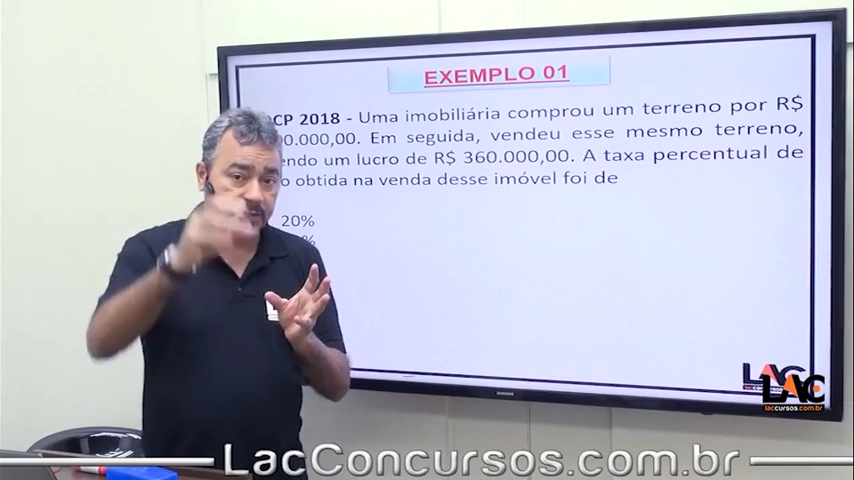 EXEMPLO 01
CP 2018 - Uma imobiliária comprou um terreno por R$
00.000,00. Em seguida, vendeu esse mesmo terreno,
endo um lucro de R$ 360.000,00. A taxa percentual de
o obtida na venda desse imóvel foi de
20%
%
LAC
LAC
laccursos.com.br
SAMSUNG
LacConcursos.com.br